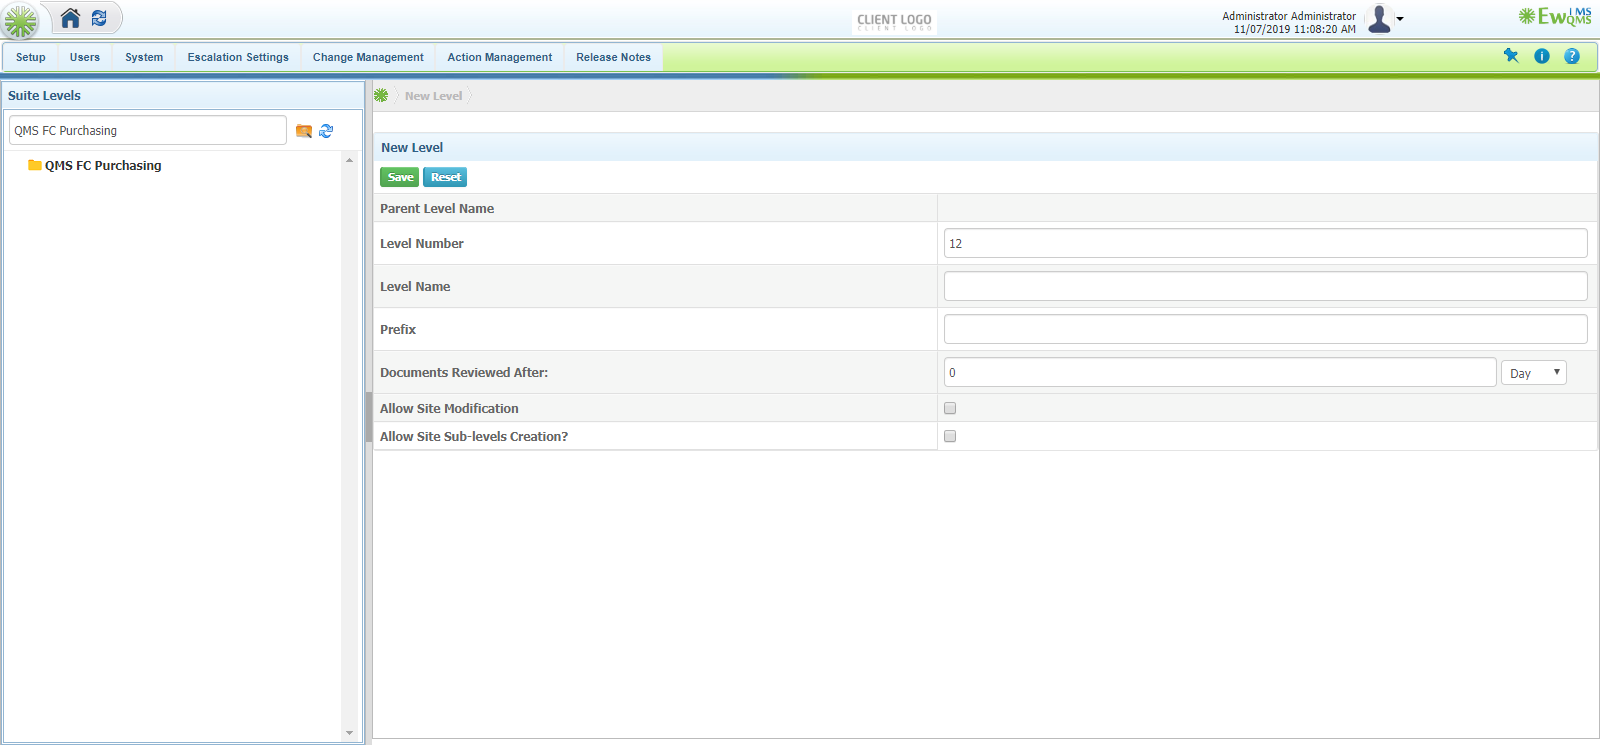 CLIENT LOGO
CLIENT LOGO
Administrator Administrator
11/07/2019 11:08:20 AM
EwQMS
IMS
Setup
Users
System
Escalation Settings
Change Management
Action Management
Release Notes
i
?
Suite Levels
New Level
QMS FC Purchasing
QMS FC Purchasing
New Level
Save
Reset
Parent Level Name
Level Number
12
Level Name
Prefix
Documents Reviewed After:
0
Day
Allow Site Modification
Allow Site Sub-levels Creation?